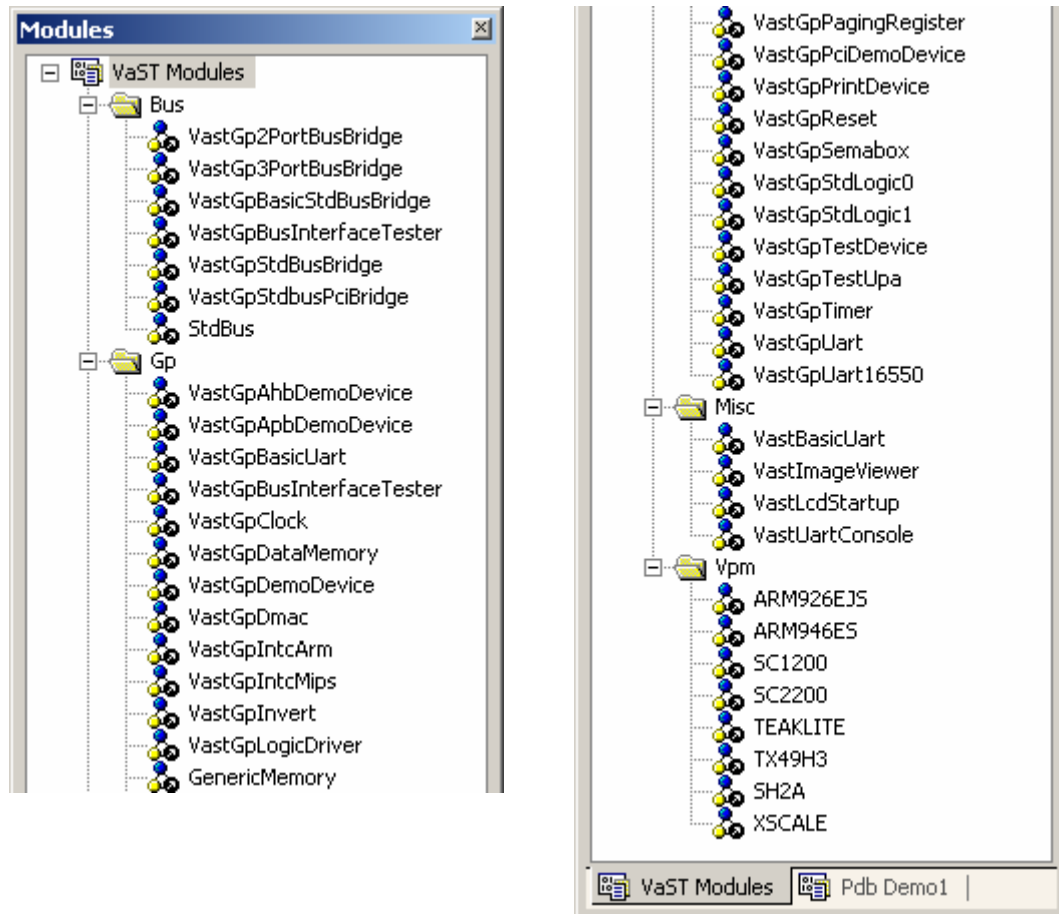 Modules
VaST Modules
Bus
VastGp2PortBusBridge
VastGp3PortBusBridge
VastGpBasicStdBusBridge
VastGpBusInterfaceTester
VastGpStdBusBridge
VastGpStdbusPciBridge
StdBus
Gp
VastGpAhbDemoDevice
VastGpApbDemoDevice
VastGpBasicUart
VastGpBusInterfaceTester
VastGpClock
VastGpDataMemory
VastGpDemoDevice
VastGpDmac
VastGpIntcArm
VastGpIntcMips
VastGpInvert
VastGpLogicDriver
GenericMemory
VastGpPagingRegister
VastGpPciDemoDevice
VastGpPrintDevice
VastGpReset
VastGpSemabox
VastGpStdLogic0
VastGpStdLogic1
VastGpTestDevice
VastGpTestUpa
VastGpTimer
VastGpUart
VastGpUart16550
Misc
VastBasicUart
VastImageViewer
VastLcdStartup
VastUartConsole
Vpm
ARM926EJS
ARM946ES
SC1200
SC2200
TEAKLITE
TX49H3
SH2A
XSCALE
VaST Modules
Pdb Demo1